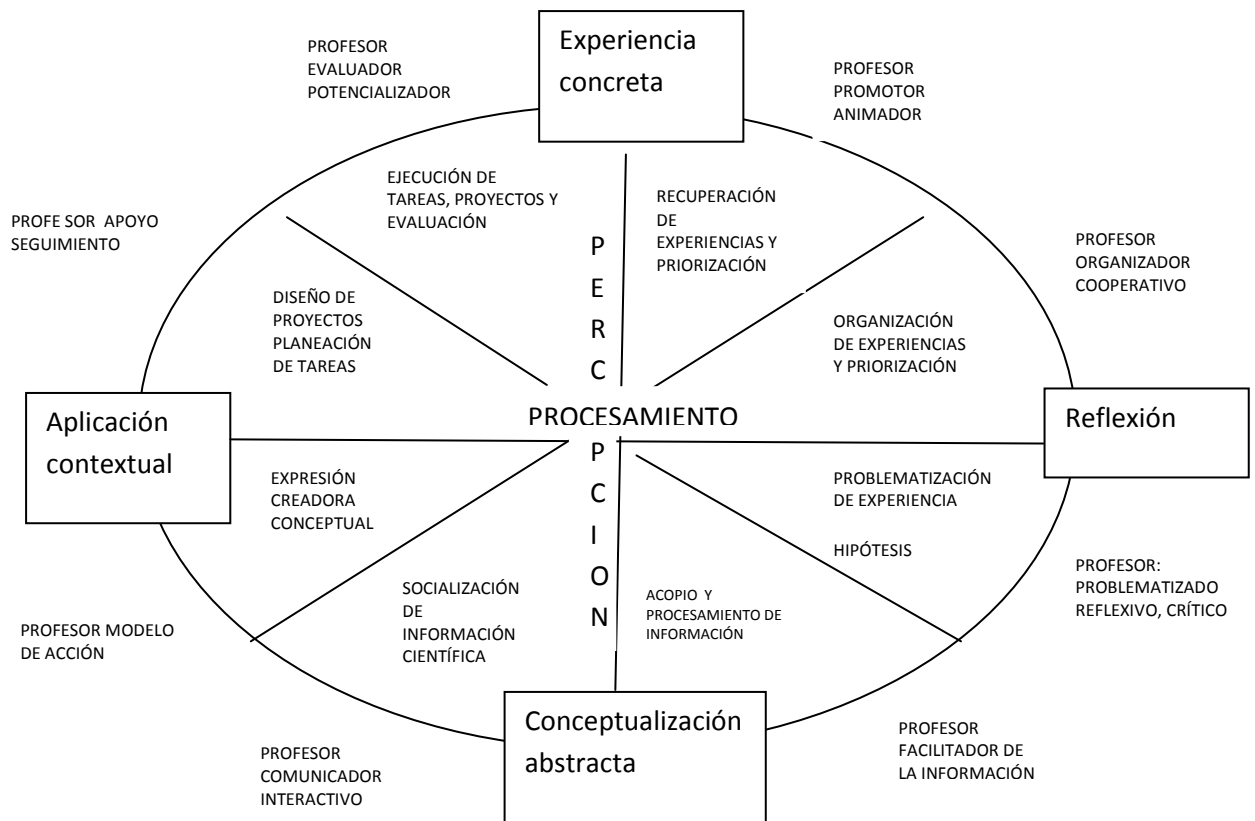 Experiencia
concreta
PROFESOR
EVALUADOR
POTENCIALIZADOR
PROFESOR
PROMOTOR
ANIMADOR
EJECUCIÓN DE
TAREAS, PROYECTOS Y
EVALUACIÓN
RECUPERACIÓN
DE
EXPERIENCIAS Y
PRIORIZACIÓN
PROFE SOR APOYO
SEGUIMIENTO
PROFESOR
ORGANIZADOR
COOPERATIVO
DISEÑO DE
PROYECTOS
PLANEACIÓN
DE TAREAS
ORGANIZACIÓN
DE EXPERIENCIAS
Y PRIORIZACIÓN
P
E
R
C
PROCESAMIENTO
P
C
I
O
N
Aplicación
contextual
Reflexión
EXPRESIÓN
CREADORA
CONCEPTUAL
PROBLEMATIZACIÓN
DE EXPERIENCIA
HIPÓTESIS
SOCIALIZACIÓN
DE
INFORMACIÓN
CIENTÍFICA
ACOPIO Y
PROCESAMIENTO DE
INFORMACIÓN
PROFESOR:
PROBLEMATIZADO
REFLEXIVO, CRÍTICO
PROFESOR MODELO
DE ACCIÓN
Conceptualización
abstracta
PROFESOR
COMUNICADOR
INTERACTIVO
PROFESOR
FACILITADOR DE
LA INFORMACIÓN